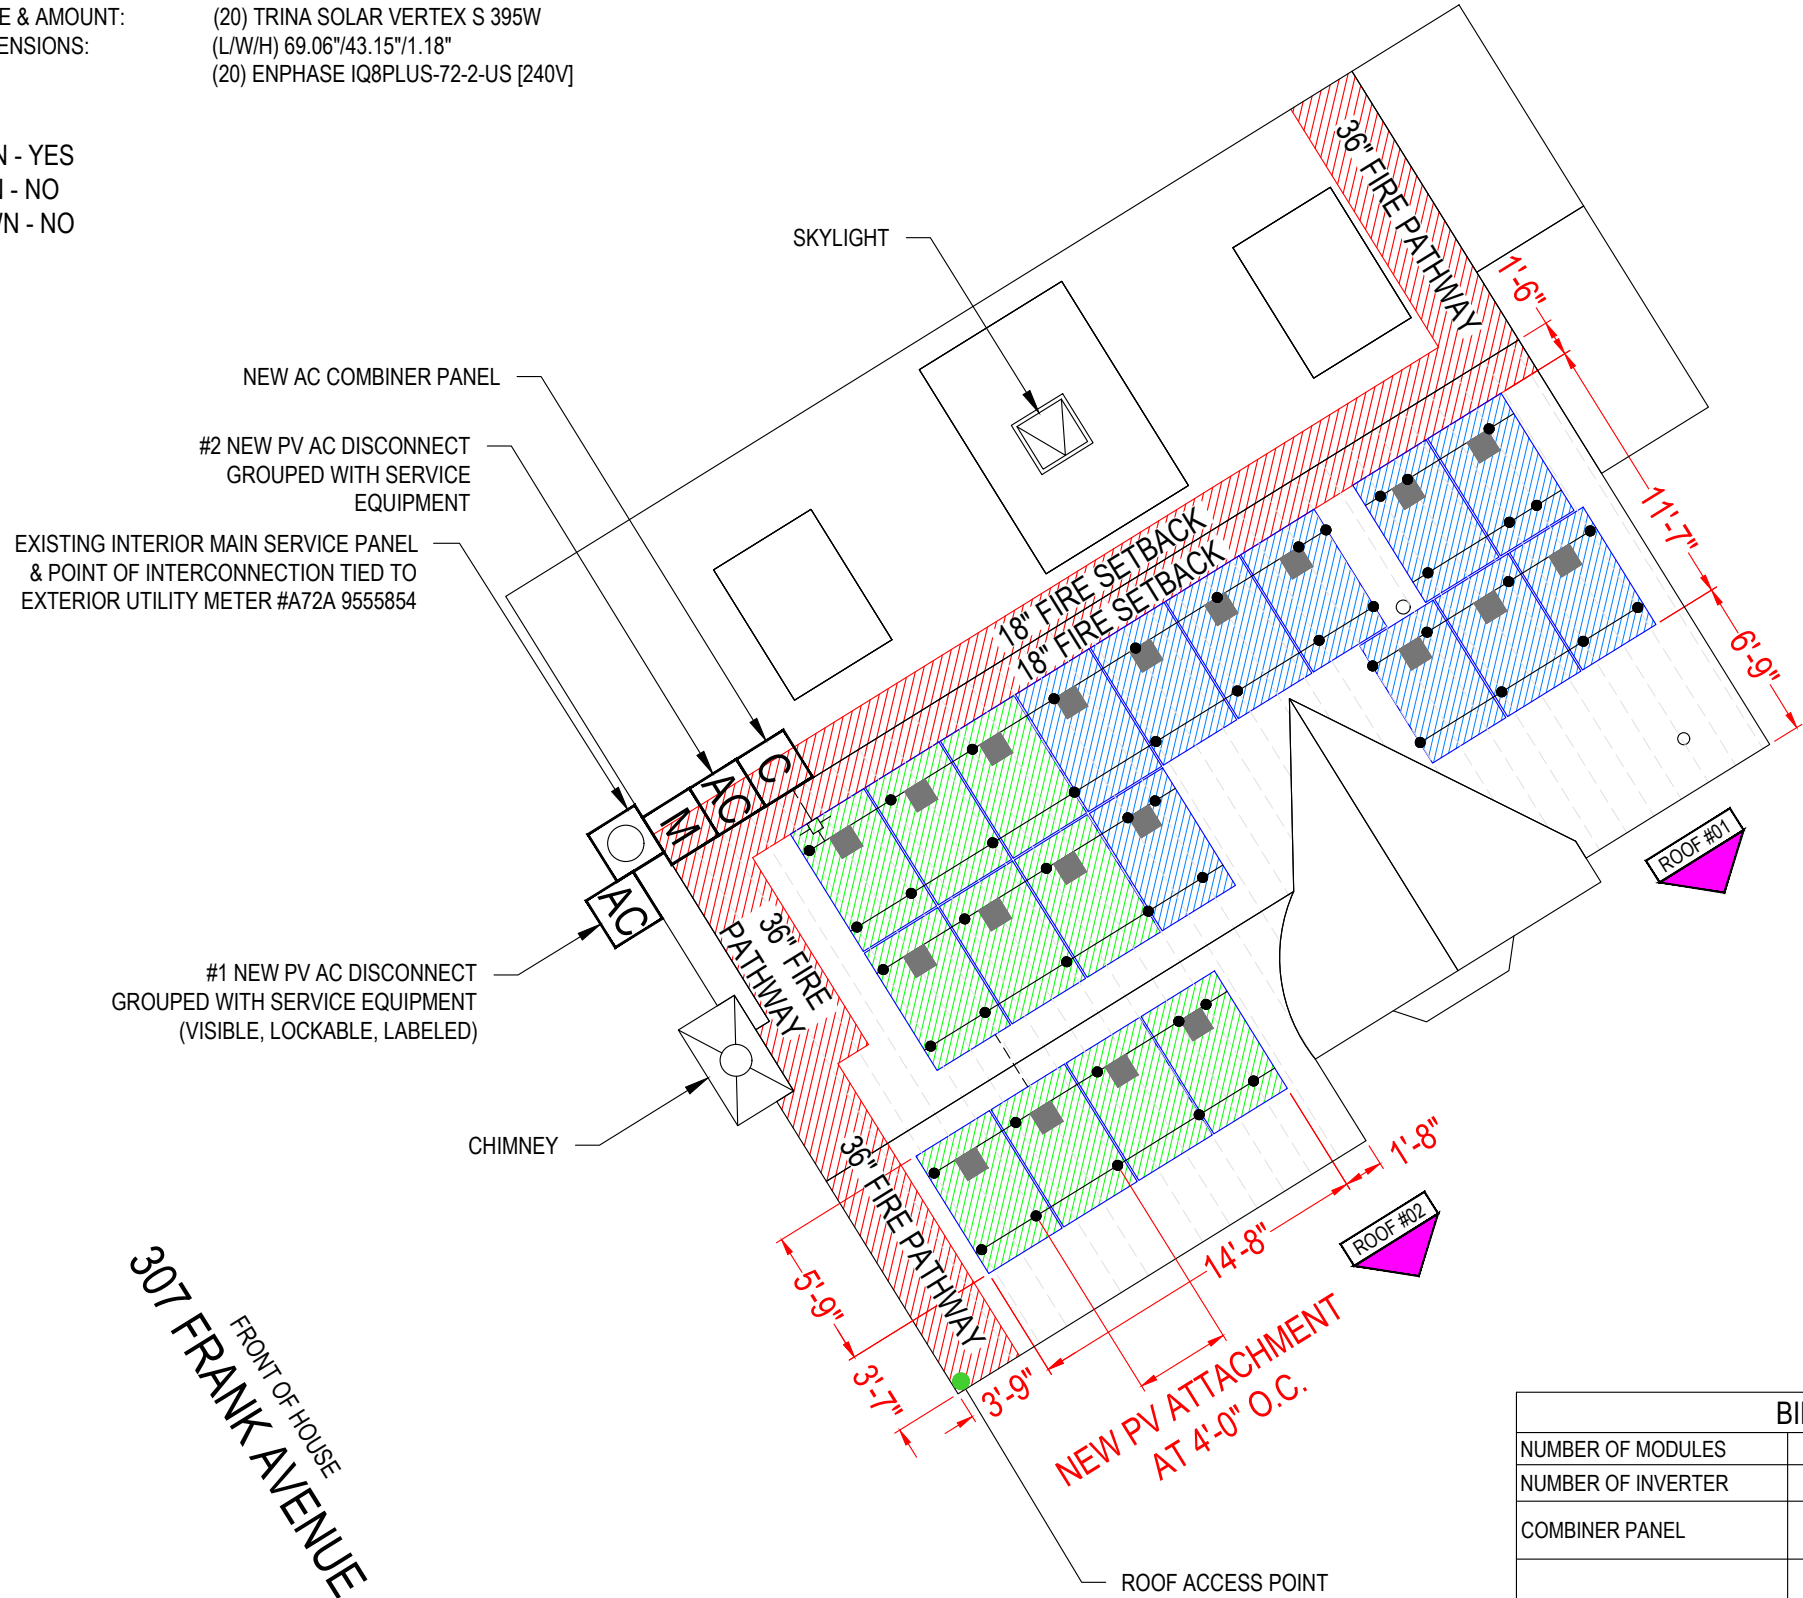 E & AMOUNT: (20) TRINA SOLAR VERTEX S 395W
ENSIONS: (L/W/H) 69.06"/43.15"/1.18"
(20) ENPHASE IQ8PLUS-72-2-US [240V]
N - YES
N - NO
WN - NO
SKYLIGHT
36" FIRE PATHWAY
1'-6"
NEW AC COMBINER PANEL
#2 NEW PV AC DISCONNECT
GROUPED WITH SERVICE
EQUIPMENT
EXISTING INTERIOR MAIN SERVICE PANEL
& POINT OF INTERCONNECTION TIED TO
EXTERIOR UTILITY METER #A72A 9555854
18" FIRE SETBACK
18" FIRE SETBACK
11'-7"
6'-9"
C
AC
M
AC
ROOF #01
#1 NEW PV AC DISCONNECT
GROUPED WITH SERVICE EQUIPMENT
(VISIBLE, LOCKABLE, LABELED)
36" FIRE
PATHWAY
CHIMNEY
36" FIRE PATHWAY
1'-8"
14'-8"
ROOF #02
5'-9"
3'-7"
3'-9"
NEW PV ATTACHMENT
AT 4'-0" O.C.
FRONT OF HOUSE
307 FRANK AVENUE
ROOF ACCESS POINT
NUMBER OF MODULES
NUMBER OF INVERTER
COMBINER PANEL